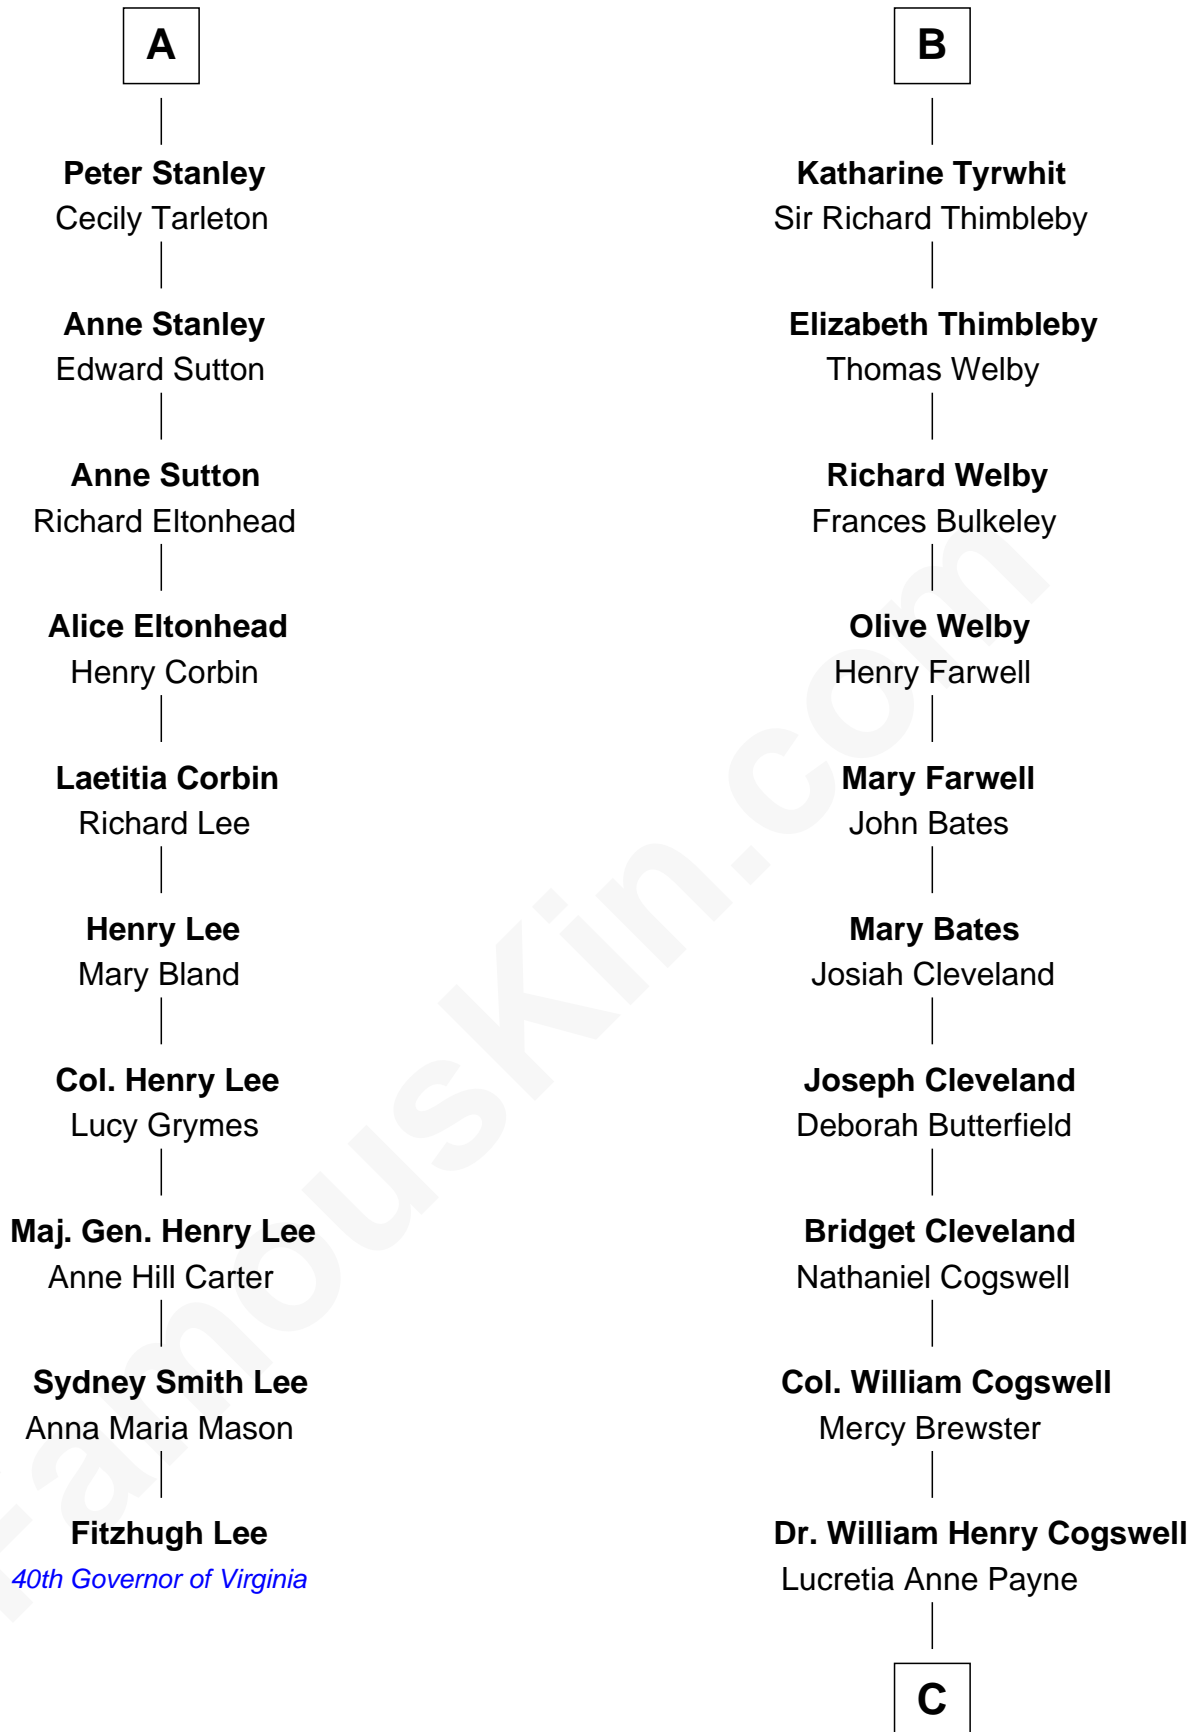 A
Peter Stanley
Cecily Tarleton
Anne Stanley
Edward Sutton
Anne Sutton
Richard Eltonhead
Alice Eltonhead
Henry Corbin
Laetitia Corbin
Richard Lee
Henry Lee
Mary Bland
Col. Henry Lee
Lucy Grymes
Maj. Gen. Henry Lee
Anne Hill Carter
Sydney Smith Lee
Anna Maria Mason
Fitzhugh Lee
40th Governor of Virginia
B
Katharine Tyrwhit
Sir Richard Thimbleby
Elizabeth Thimbleby
Thomas Welby
Richard Welby
Frances Bulkeley
Olive Welby
Henry Farwell
Mary Farwell
John Bates
Mary Bates
Josiah Cleveland
Joseph Cleveland
Deborah Butterfield
Bridget Cleveland
Nathaniel Cogswell
Col. William Cogswell
Mercy Brewster
Dr. William Henry Cogswell
Lucretia Anne Payne
C
FamousKin.com